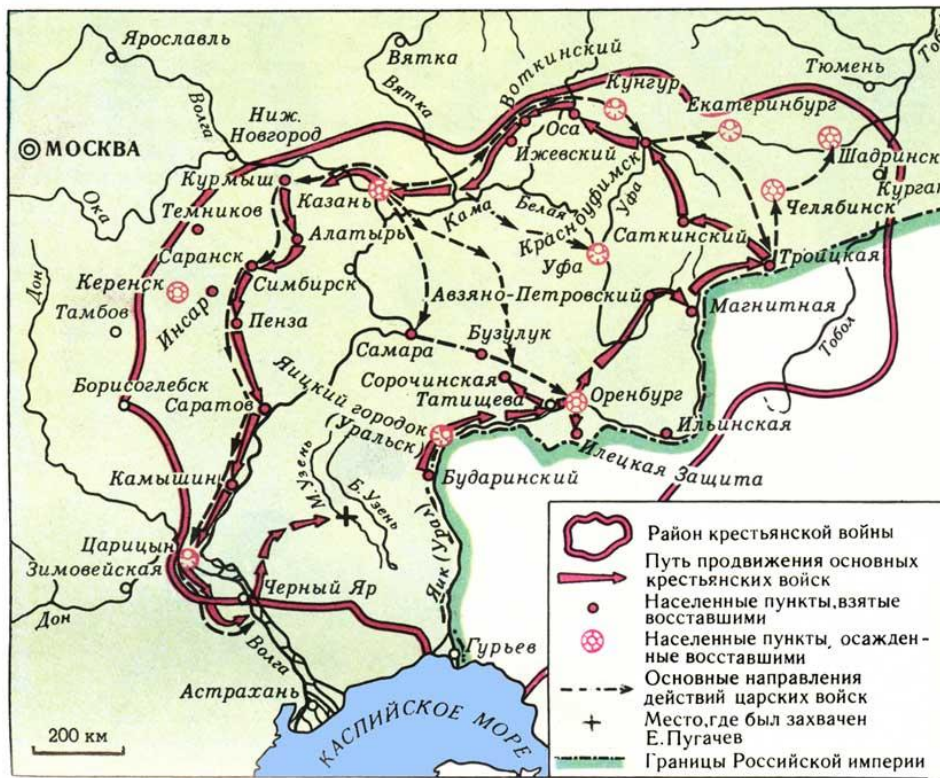 Ярославль
Вятка
Вятка
Волга
Ниж.
Новгород
МОСКВА
Ока
Воткинский
Кунгур
Екатеринбург
Тюмень
Тоб
Оса
Ижевский
Шадринск
Курган
Курмыш
Казань
Темников
Алатырь
Кама
Белая
Красноуфимск
Уфа
Челябинск
Саткинский
Тройцкая
Саранск
Симбирск
Уфа
Дон
Керенск
Тамбов
Инсар
Пенза
Авзяно-Петровский
Магнитная
Тобол
Самара
Бузулук
Сорочинская
Татищева
Оренбург
Борисоглебск
Саратов
Яицкий городок
(Уральск)
Ильинская
Илецкая Защита
Камышин
М.Узень
Б.Узень
Бударинский
Царицын
Зимовейская
Черный Яр
Яик (Урал)
Дон
Волга
Гурьев
Астрахань
КАСПИЙСКОЕ МОРЕ
200 км
Район крестьянской войны
Путь продвижения основных
крестьянских войск
Населенные пункты, взятые
восставшими
Населенные пункты, осажден-
ные восставшими
Основные направления
действий царских войск
Место, где был захвачен
Е. Пугачев
Границы Российской империи